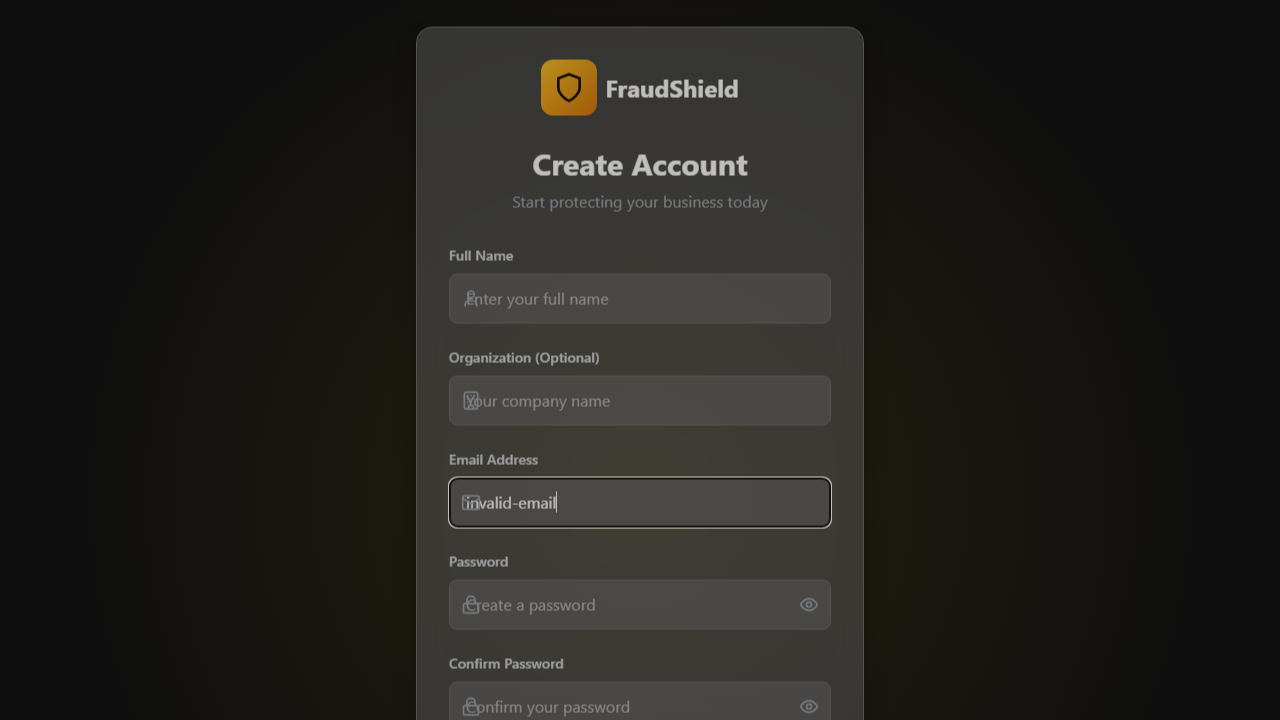 FraudShield
Create Account
Start protecting your business today
Full Name
Enter your full name
Organization (Optional)
Your company name
Email Address
invalid-email
Password
Create a password
Confirm Password
Confirm your password